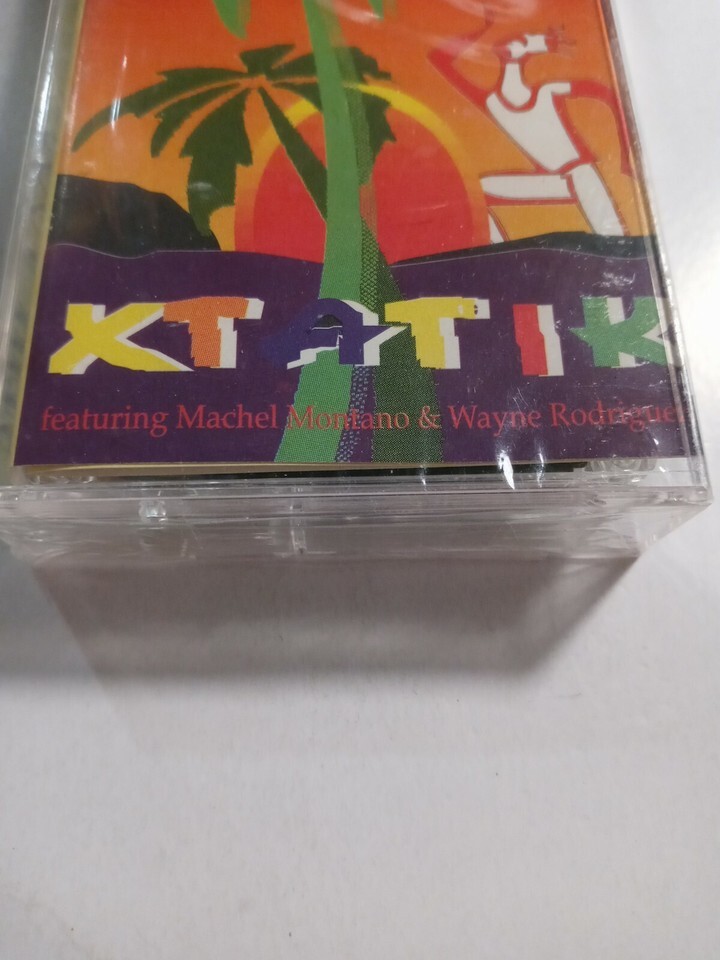 XTATIK
featuring Machel Montano & Wayne Rodriguez